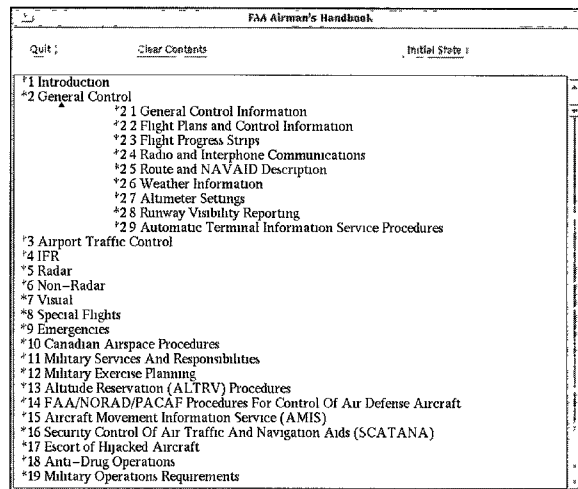 FAA Airman's Handbook
Quit Clear Contents Initial State
*1 Introduction
*2 General Control
*2 1 General Control Information
*2 2 Flight Plans and Control Information
*2 3 Flight Progress Strips
*2 4 Radio and Interphone Communications
*2 5 Route and NAVAID Description
*2 6 Weather Information
*2 7 Altimeter Settings
*2 8 Runway Visibility Reporting
*2 9 Automatic Terminal Information Service Procedures
*3 Airport Traffic Control
*4 IFR
*5 Radar
*6 Non-Radar
*7 Visual
*8 Special Flights
*9 Emergencies
*10 Canadian Airspace Procedures
*11 Military Services And Responsibilities
*12 Military Exercise Planning
*13 Altitude Reservation (ALTRV) Procedures
*14 FAA/NORAD/PACAF Procedures For Control Of Air Defense Aircraft
*15 Aircraft Movement Information Service (AMIS)
*16 Security Control Of Air Traffic And Navigation Aids (SCATANA)
*17 Escort of Hijacked Aircraft
*18 Anti-Drug Operations
*19 Military Operations Requirements